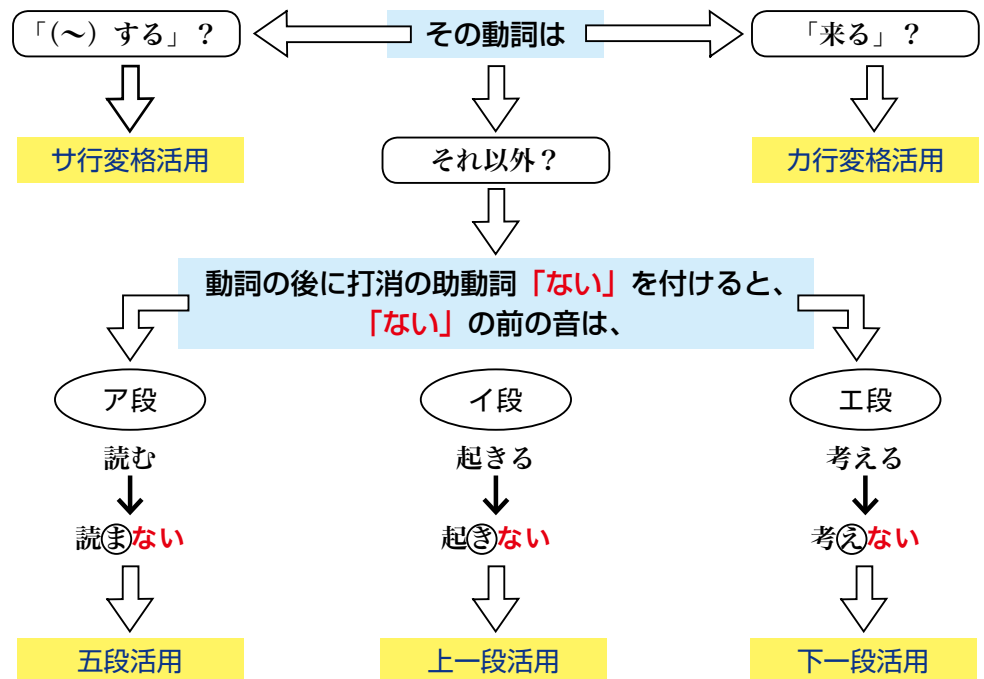 「(～) する」？
その動詞は
「来る」？
サ行変格活用
それ以外？
カ行変格活用
動詞の後に打消の助動詞「ない」を付けると、
「ない」の前の音は、
ア段
イ段
エ段
読む
起きる
考える
読まない
起きない
考えない
五段活用
上一段活用
下一段活用